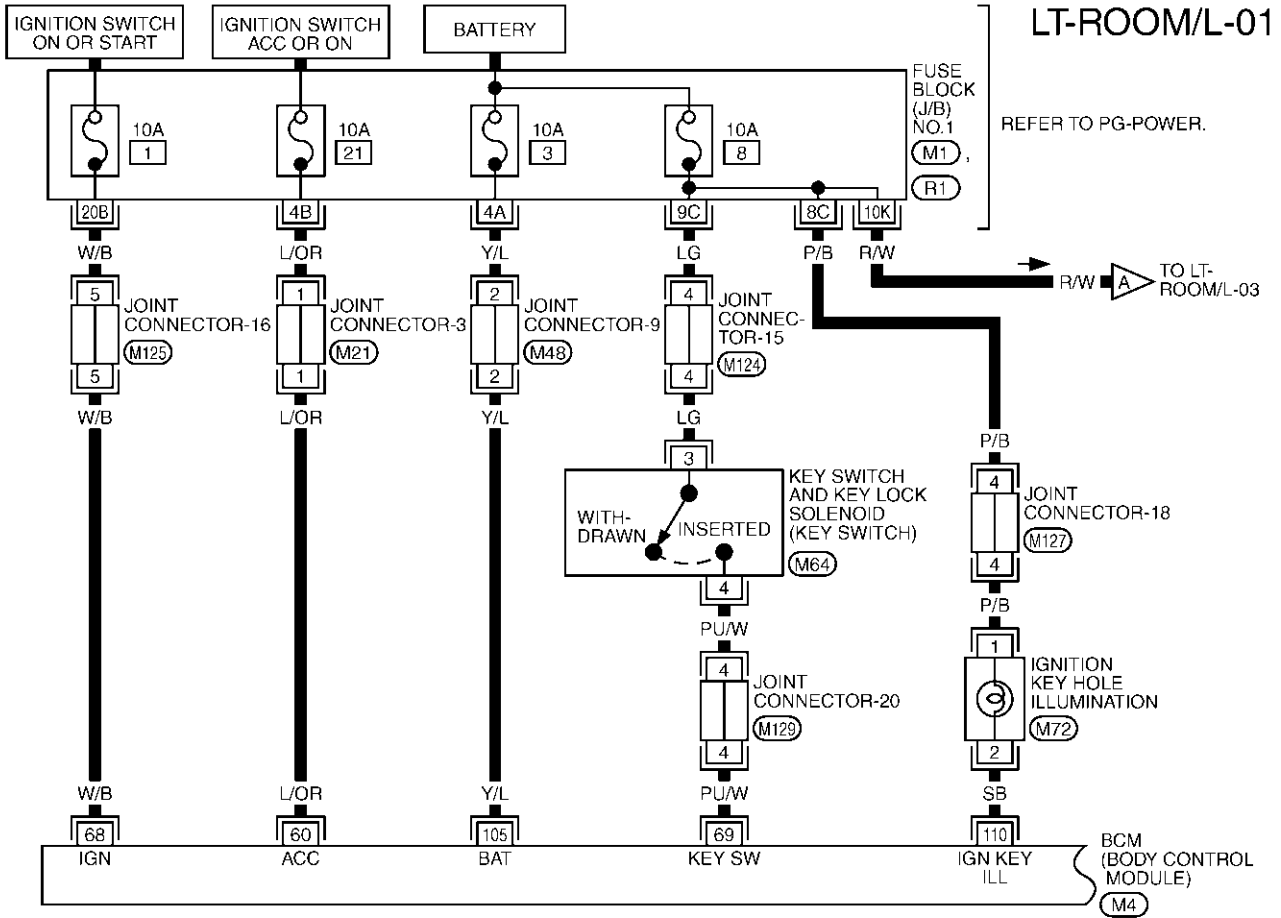 LT-ROOM/L-01
IGNITION SWITCH
ON OR START
IGNITION SWITCH
ACC OR ON
BATTERY
FUSE
BLOCK
(J/B)
NO.1
M1 ,
R1
REFER TO PG-POWER.
10A
1
10A
21
10A
3
10A
8
20B
4B
4A
9C
8C
10K
W/B
L/OR
Y/L
LG
P/B
R/W
R/W
A
TO LT-
ROOM/L-03
5
JOINT
CONNECTOR-16
M125
5
1
JOINT
CONNECTOR-3
M21
1
2
JOINT
CONNECTOR-9
M48
2
4
JOINT
CONNEC-
TOR-15
M124
4
W/B
L/OR
Y/L
LG
3
WITH-
DRAWN
INSERTED
KEY SWITCH
AND KEY LOCK
SOLENOID
(KEY SWITCH)
M64
4
PU/W
4
JOINT
CONNECTOR-20
M129
4
P/B
4
JOINT
CONNECTOR-18
M127
4
P/B
1
IGNITION
KEY HOLE
ILLUMINATION
M72
2
W/B
L/OR
Y/L
PU/W
SB
68
60
105
69
110
IGN
ACC
BAT
KEY SW
IGN KEY
ILL
BCM
(BODY CONTROL
MODULE)
M4